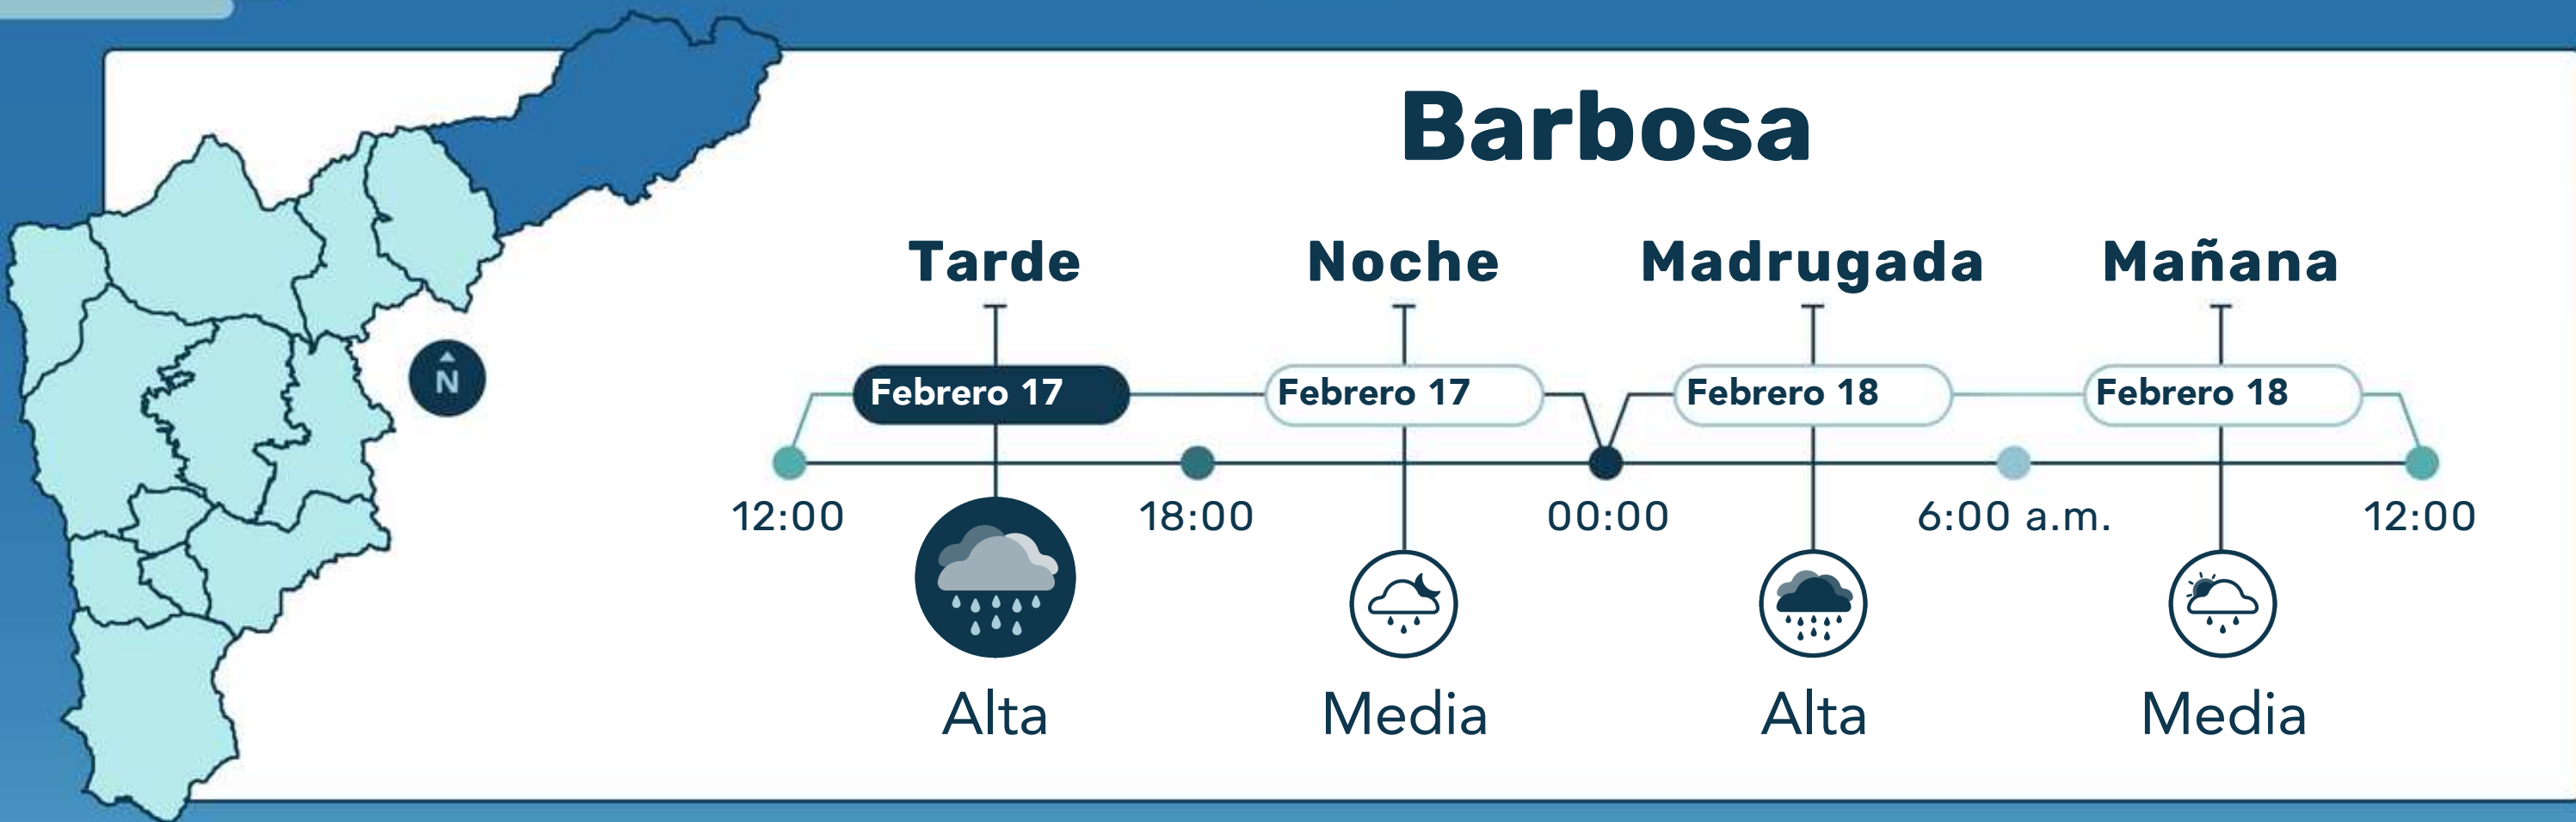 Barbosa
Tarde Noche Madrugada Mañana
N
Febrero 17 Febrero 17 Febrero 18 Febrero 18
12:00 18:00 00:00 6:00 a.m. 12:00
Alta Media Alta Media